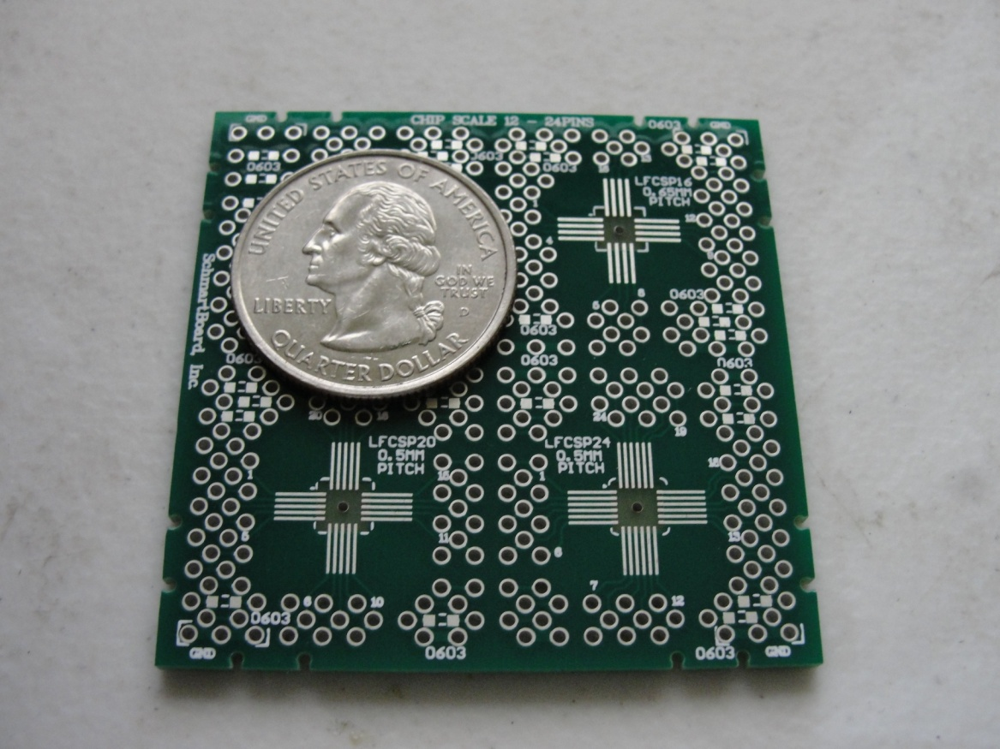 GND
CHIP SCALE 12 - 24PINS
0603
GND
0603
0603
0603
16
13
UNITED STATES OF AMERICA
LFCSP16
0.65MM
PITCH
1
12
4
9
IN
GOD WE
TRUST
D
LIBERTY
QUARTER DOLLAR
SchmartBoard, Inc.
5
8
0603
0603
0603
0603
0603
20
16
24
19
LFCSP20
0.5MM
PITCH
LFCSP24
0.5MM
PITCH
1
15
1
18
5
11
6
13
6
10
7
12
0603
GND
0603
0603
GND